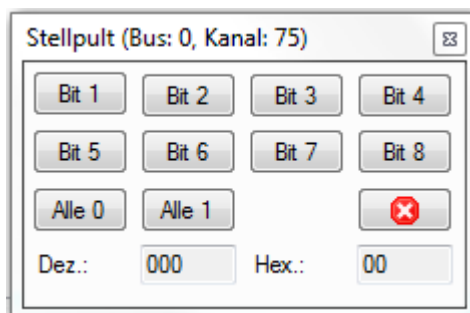 Stellpult (Bus: 0, Kanal: 75)
Bit 1 Bit 2 Bit 3 Bit 4
Bit 5 Bit 6 Bit 7 Bit 8
Alle 0 Alle 1
Dez.: 000 Hex.: 00